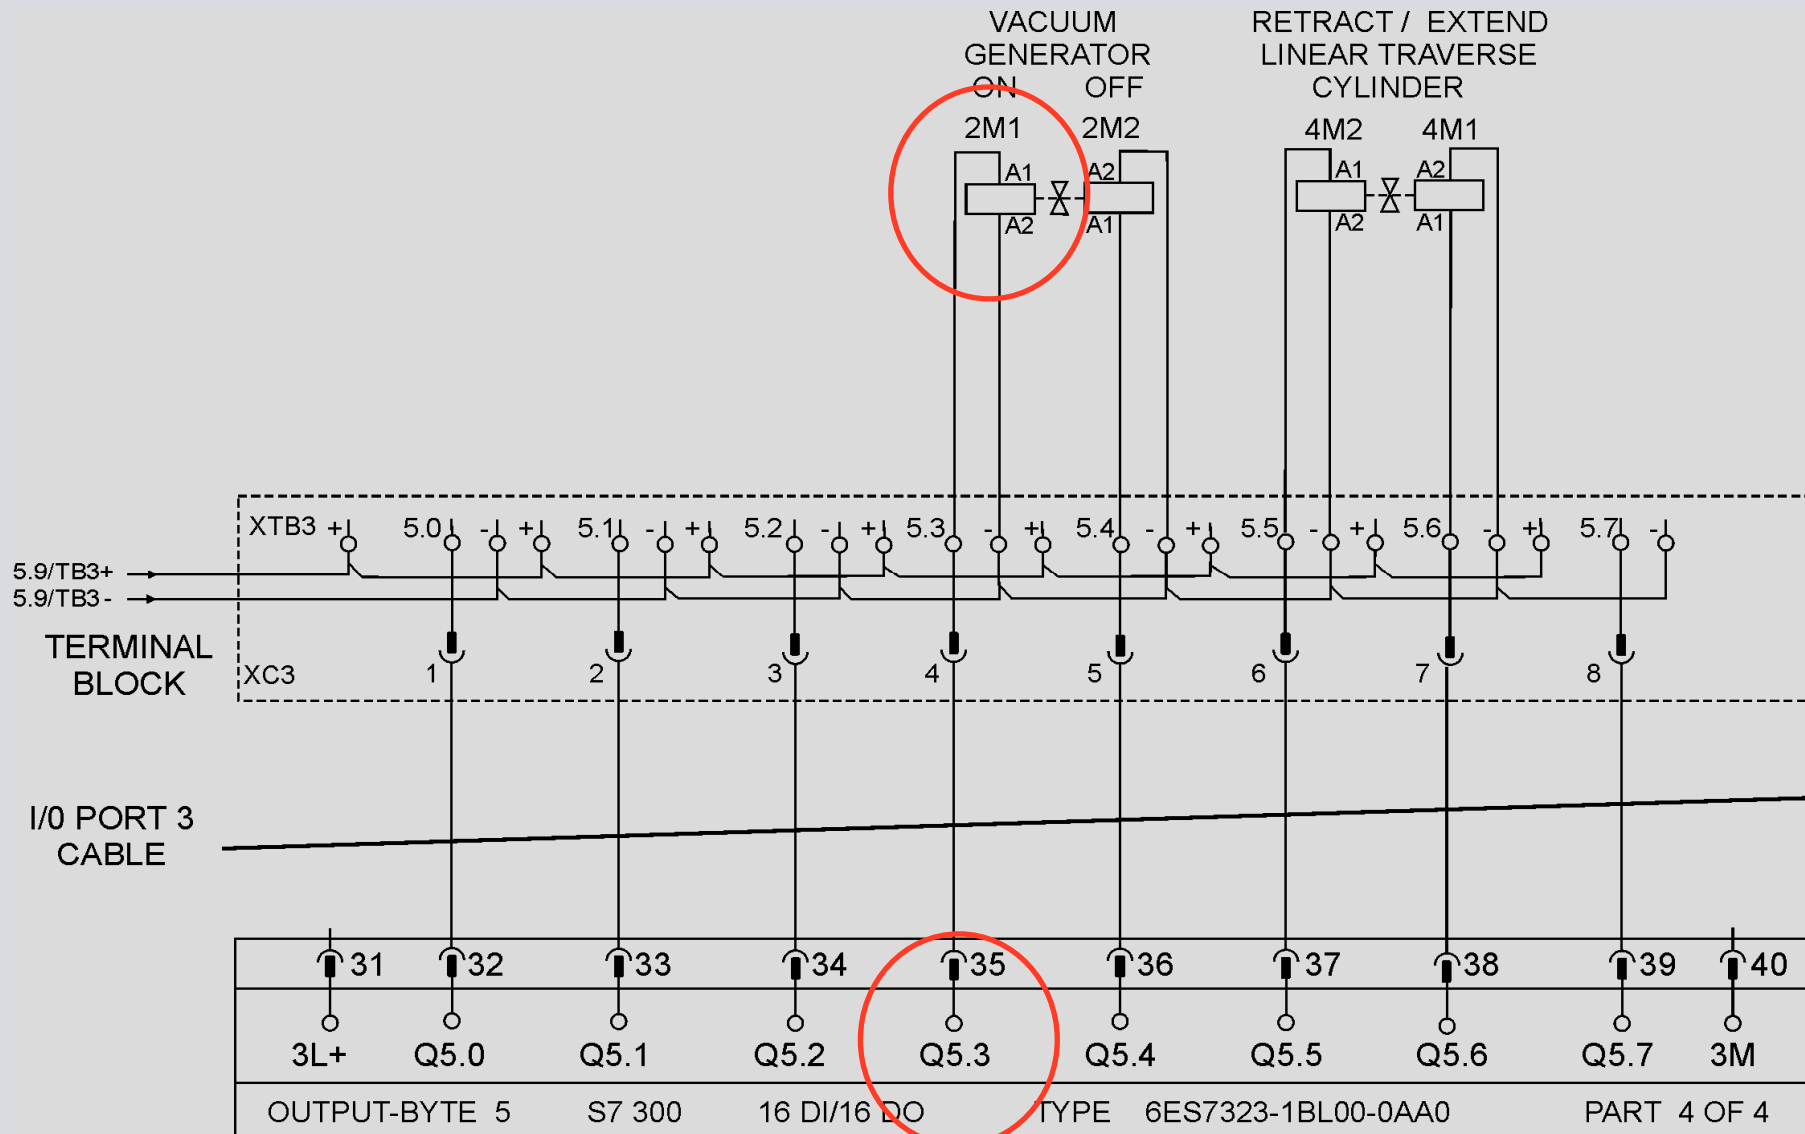 VACUUM
GENERATOR
ON OFF
RETRACT / EXTEND
LINEAR TRAVERSE
CYLINDER
2M1 2M2 4M2 4M1
A1 A2 A1 A2
A2 A1 A2 A1
XTB3 + 5.0 - + 5.1 - + 5.2 - + 5.3 - + 5.4 - + 5.5 - + 5.6 - + 5.7 -
5.9/TB3+
5.9/TB3-
TERMINAL
BLOCK
XC3 1 2 3 4 5 6 7 8
I/0 PORT 3
CABLE
31 32 33 34 35 36 37 38 39 40
3L+ Q5.0 Q5.1 Q5.2 Q5.3 Q5.4 Q5.5 Q5.6 Q5.7 3M
OUTPUT-BYTE 5 S7 300 16 DI/16 DO TYPE 6ES7323-1BL00-0AA0 PART 4 OF 4